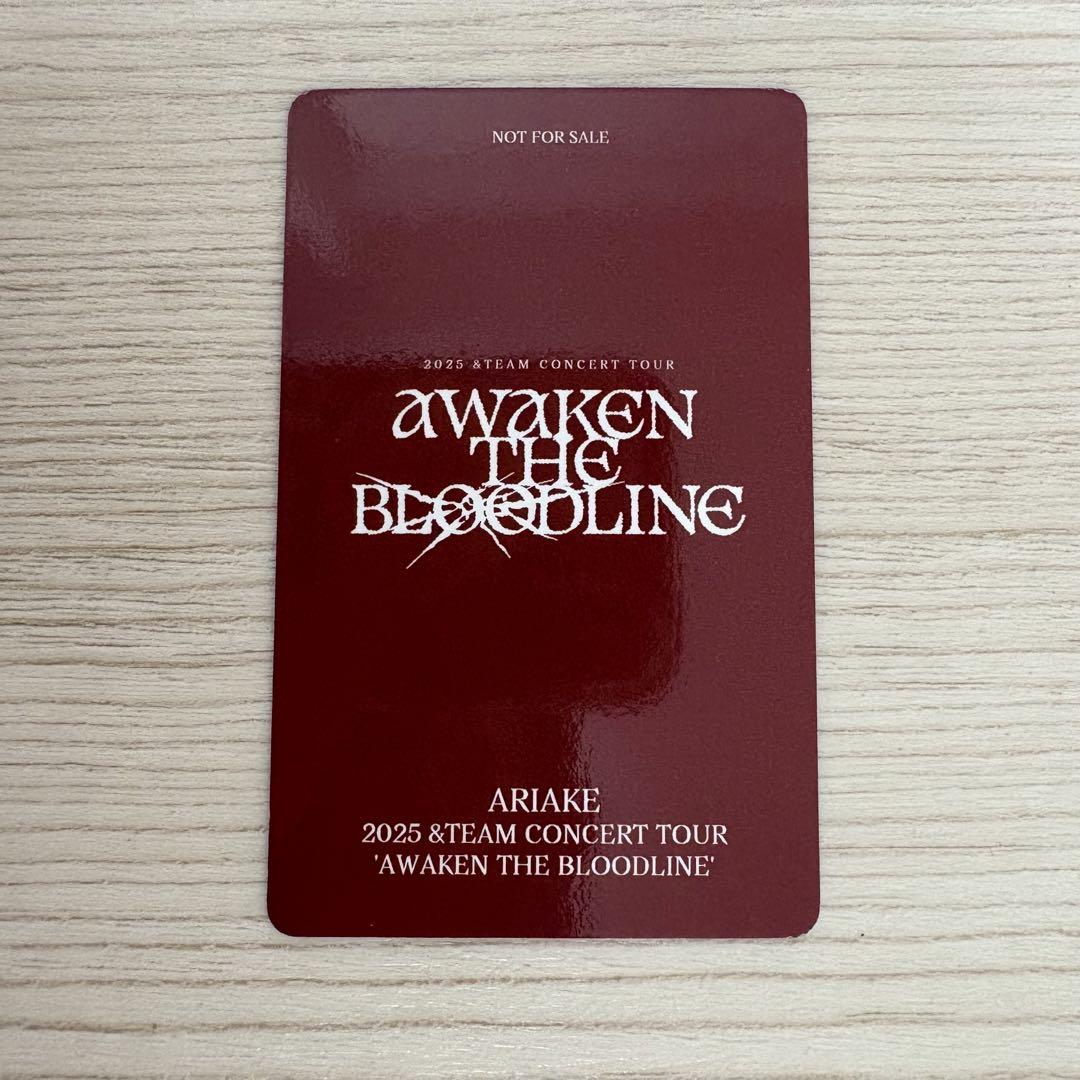 NOT FOR SALE
2025 &TEAM CONCERT TOUR
AWAKEN
THE
BLOODLINE
ARIAKE
2025 &TEAM CONCERT TOUR
'AWAKEN THE BLOODLINE'